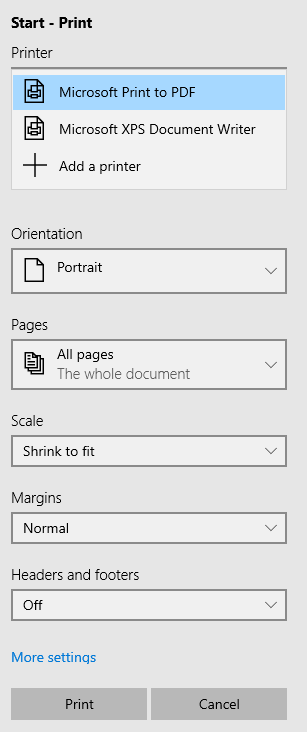 Start - Print
Printer
Microsoft Print to PDF
Microsoft XPS Document Writer
Add a printer
Orientation
Portrait
Pages
All pages
The whole document
Scale
Shrink to fit
Margins
Normal
Headers and footers
Off
More settings
Print Cancel